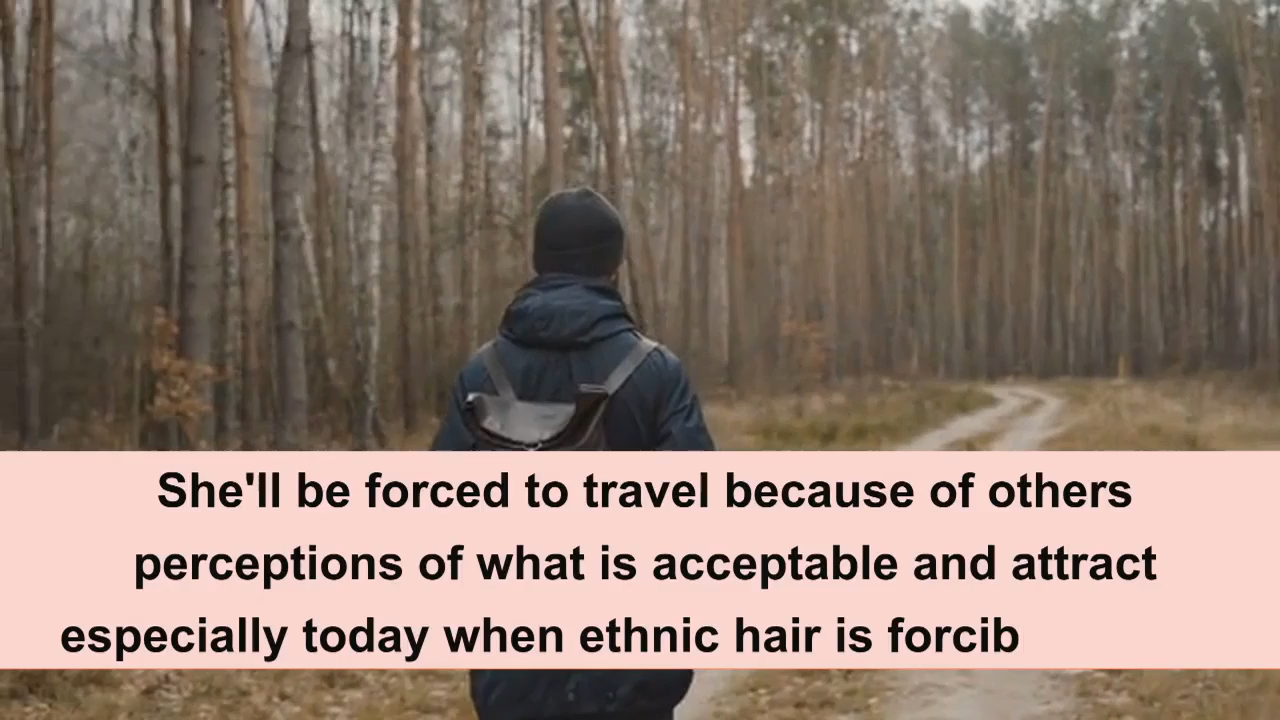 She'll be forced to travel because of others
perceptions of what is acceptable and attract
especially today when ethnic hair is forcib